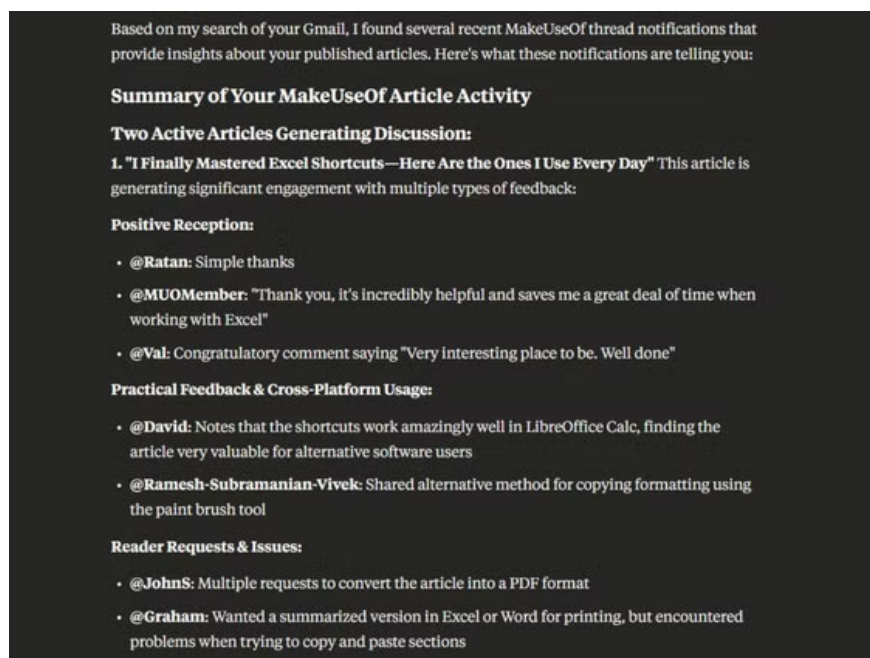 Based on my search of your Gmail, I found several recent MakeUseOf thread notifications that
provide insights about your published articles. Here's what these notifications are telling you:
Summary of Your MakeUseOf Article Activity
Two Active Articles Generating Discussion:
1. "I Finally Mastered Excel Shortcuts—Here Are the Ones I Use Every Day" This article is
generating significant engagement with multiple types of feedback:
Positive Reception:
• @Ratan: Simple thanks
• @MUOMember: "Thank you, it's incredibly helpful and saves me a great deal of time when
working with Excel"
• @Val: Congratulatory comment saying "Very interesting place to be. Well done"
Practical Feedback & Cross-Platform Usage:
• @David: Notes that the shortcuts work amazingly well in LibreOffice Calc, finding the
article very valuable for alternative software users
• @Ramesh-Subramanian-Vivek: Shared alternative method for copying formatting using
the paint brush tool
Reader Requests & Issues:
• @JohnS: Multiple requests to convert the article into a PDF format
• @Graham: Wanted a summarized version in Excel or Word for printing, but encountered
problems when trying to copy and paste sections